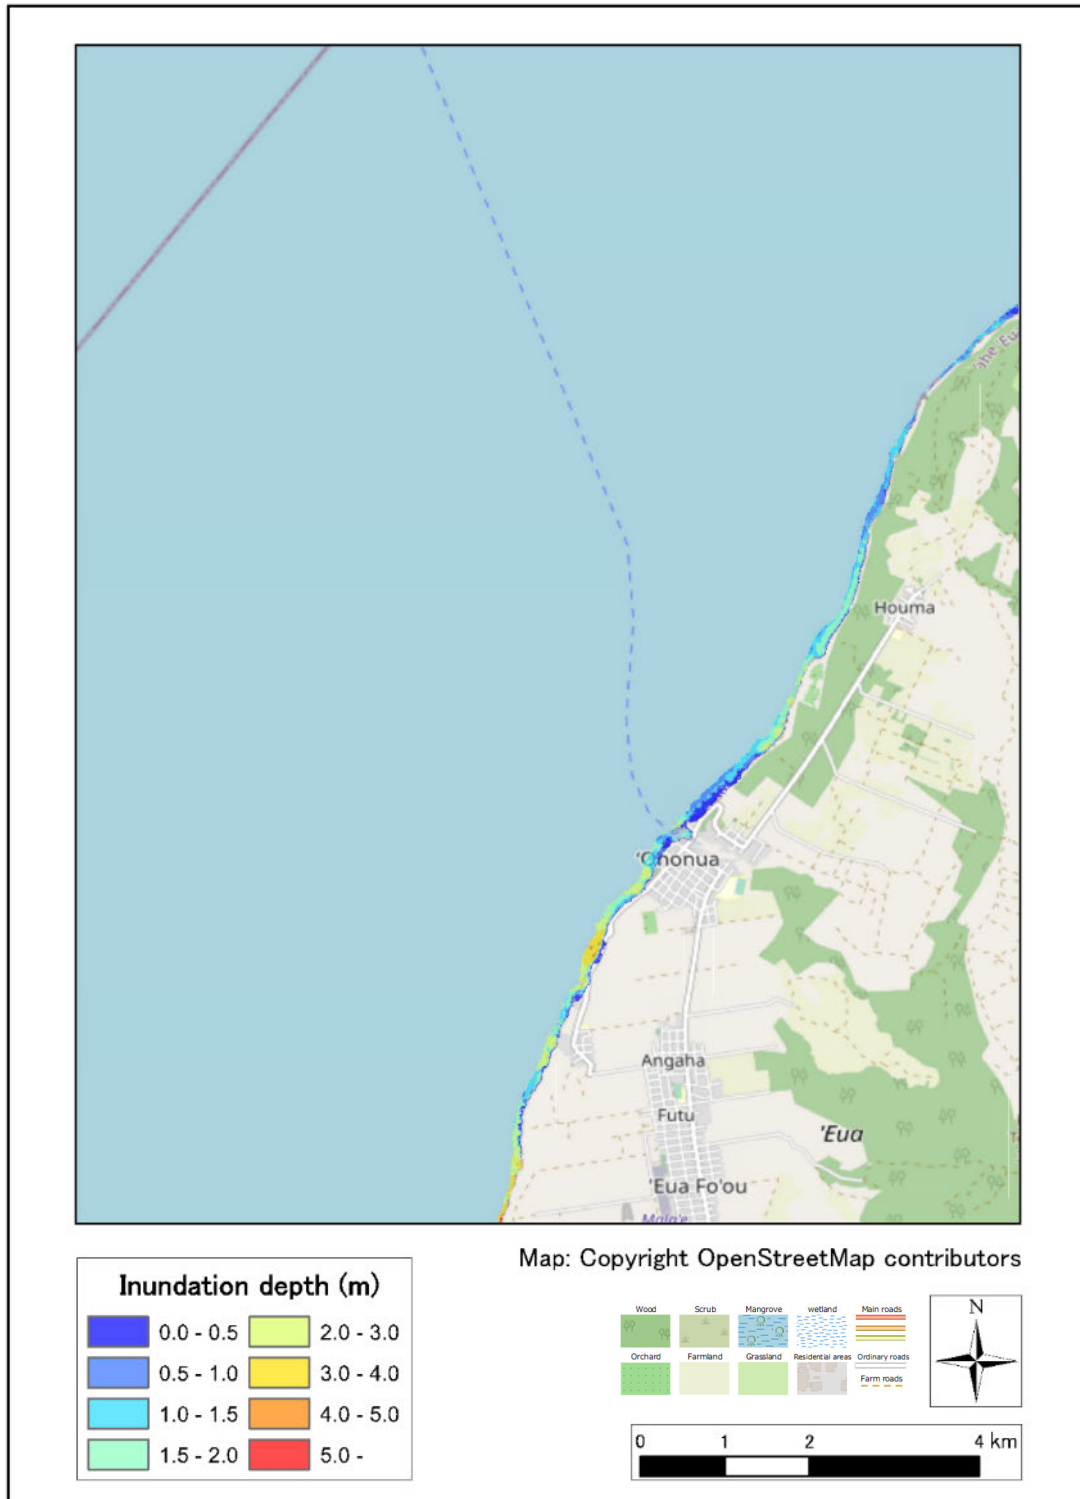 'ahe Eu
Houma
'Ohonua
Angaha
Futu
'Eua
'Eua Fo'ou
Mala'e
Map: Copyright OpenStreetMap contributors
Inundation depth (m)
0.0 - 0.5
2.0 - 3.0
0.5 - 1.0
3.0 - 4.0
1.0 - 1.5
4.0 - 5.0
1.5 - 2.0
5.0 -
Wood Scrub Mangrove wetland Main roads
Orchard Farmland Grassland Residential areas Ordinary roads
Farm roads
N
0 1 2 4 km